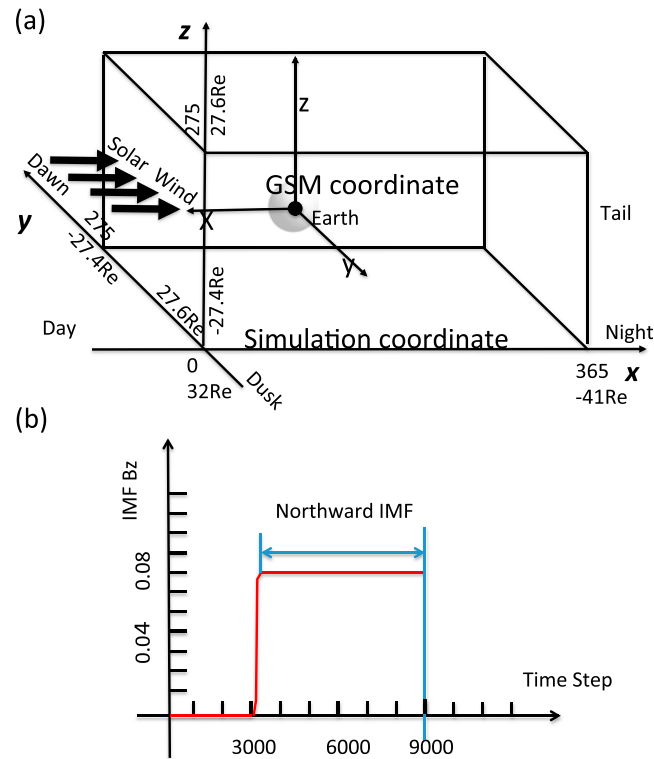 (a)
z
275
27.6Re
z
Solar Wind
Dawn
GSM coordinate
X
Earth
Tail
y
275
-27.4Re
y
27.6Re
-27.4Re
Day
Simulation coordinate
Night
0
365
x
32Re
Dusk
-41Re
(b)
IMF Bz
Northward IMF
0.08
0.04
Time Step
3000
6000
9000